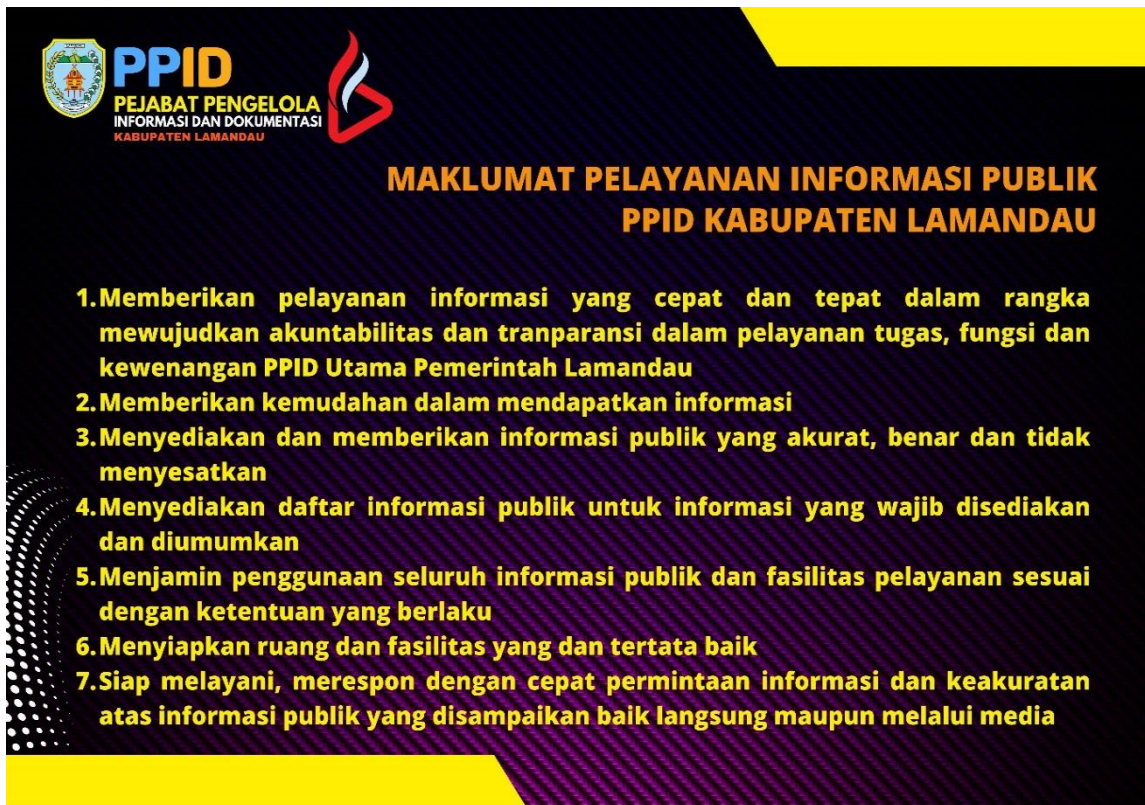 PPID
PEJABAT PENGELOLA
INFORMASI DAN DOKUMENTASI
KABUPATEN LAMANDAU
MAKLUMAT PELAYANAN INFORMASI PUBLIK
PPID KABUPATEN LAMANDAU
1. Memberikan pelayanan informasi yang cepat dan tepat dalam rangka
mewujudkan akuntabilitas dan tranparansi dalam pelayanan tugas, fungsi dan
kewenangan PPID Utama Pemerintah Lamandau
2. Memberikan kemudahan dalam mendapatkan informasi
3. Menyediakan dan memberikan informasi publik yang akurat, benar dan tidak
menyesatkan
4. Menyediakan daftar informasi publik untuk informasi yang wajib disediakan
dan diumumkan
5. Menjamin penggunaan seluruh informasi publik dan fasilitas pelayanan sesuai
dengan ketentuan yang berlaku
6. Menyiapkan ruang dan fasilitas yang dan tertata baik
7. Siap melayani, merespon dengan cepat permintaan informasi dan keakuratan
atas informasi publik yang disampaikan baik langsung maupun melalui media